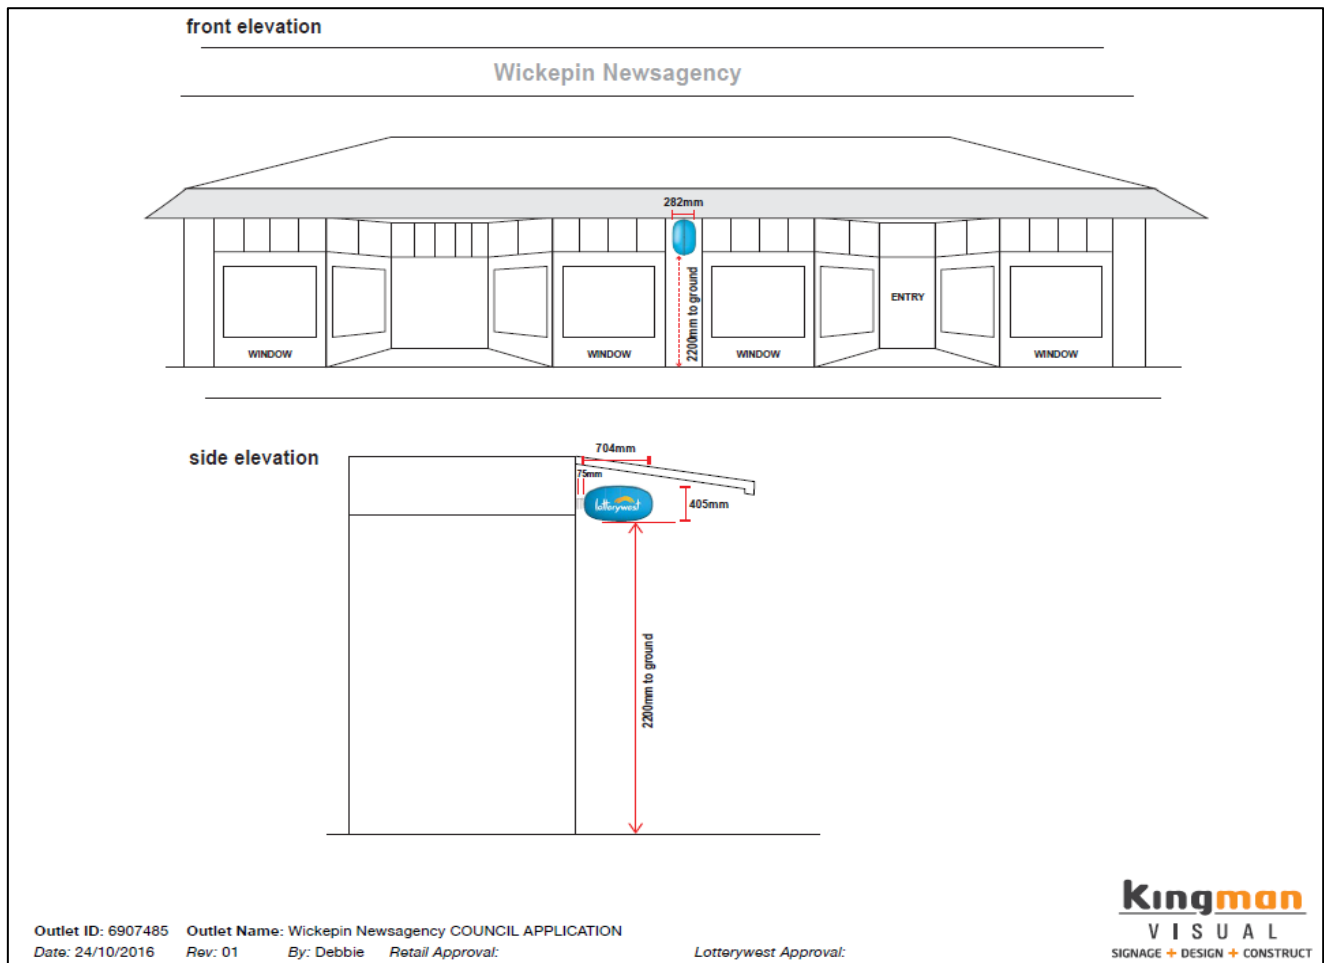 front elevation
Wickepin Newsagency
282mm
2200mm to ground
ENTRY
WINDOW
WINDOW
WINDOW
WINDOW
side elevation
704mm
75mm
lotterywest
405mm
2200mm to ground
Outlet ID: 6907485 Outlet Name: Wickepin Newsagency COUNCIL APPLICATION
Date: 24/10/2016 Rev: 01 By: Debbie Retail Approval: Lotterywest Approval:
kingman
VISUAL
SIGNAGE + DESIGN + CONSTRUCT